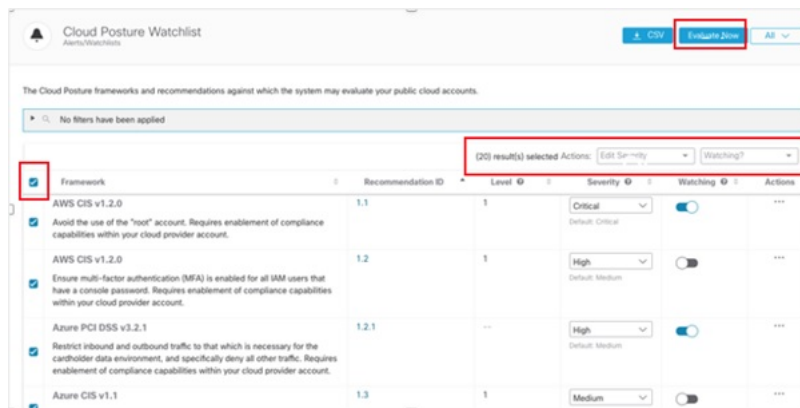 Cloud Posture Watchlist
Alerts/Watchlists
CSV
Evaluate Now
All
The Cloud Posture frameworks and recommendations against which the system may evaluate your public cloud accounts.
No filters have been applied
(20) result(s) selected Actions: Edit Severity Watching?
Framework Recommendation ID Level Severity Watching Actions
AWS CIS v1.2.0 1.1 1 Critical
Avoid the use of the "root" account. Requires enablement of compliance
capabilities within your cloud provider account.
Default: Critical
AWS CIS v1.2.0 1.2 1 High
Ensure multi-factor authentication (MFA) is enabled for all IAM users that
have a console password. Requires enablement of compliance capabilities
within your cloud provider account.
Default: Medium
Azure PCI DSS v3.2.1 1.2.1 -- High
Restrict inbound and outbound traffic to that which is necessary for the
cardholder data environment, and specifically deny all other traffic. Requires
enablement of compliance capabilities within your cloud provider account.
Default: Medium
Azure CIS v1.1 1.3 1 Medium